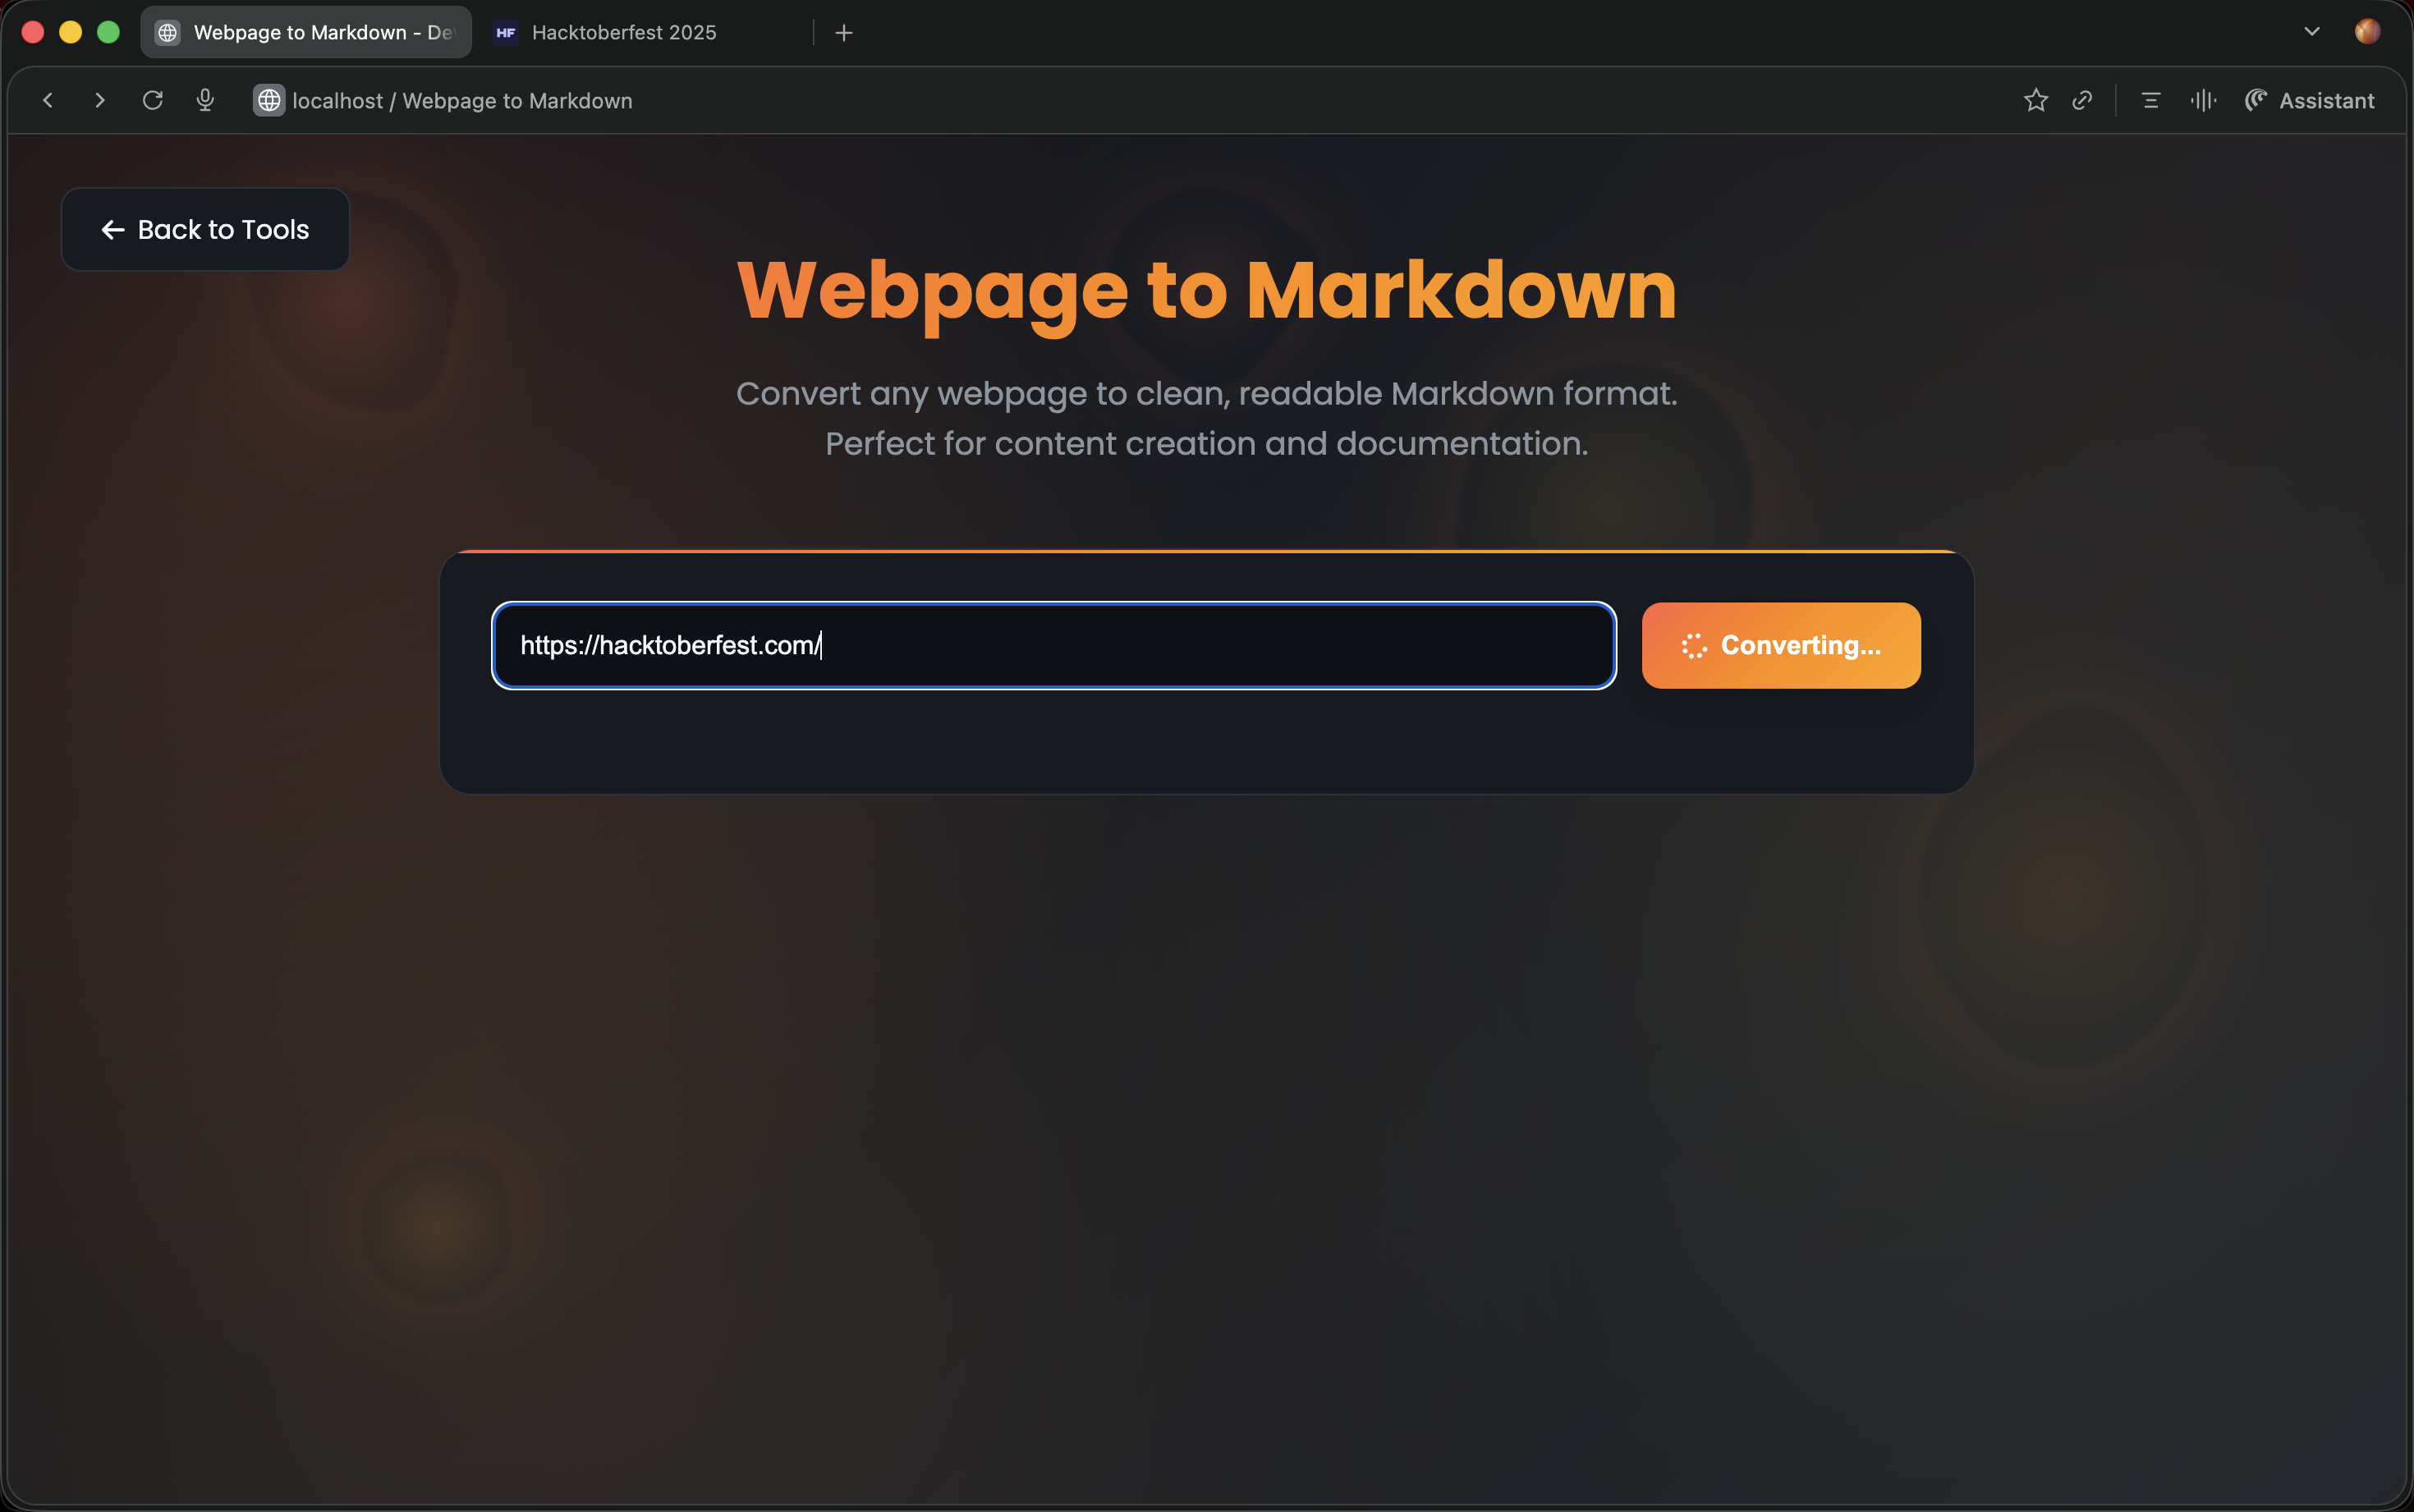 Webpage to Markdown - De
HF Hacktoberfest 2025
localhost / Webpage to Markdown
Assistant
Back to Tools
Webpage to Markdown
Convert any webpage to clean, readable Markdown format.
Perfect for content creation and documentation.
https://hacktoberfest.com/
Converting...